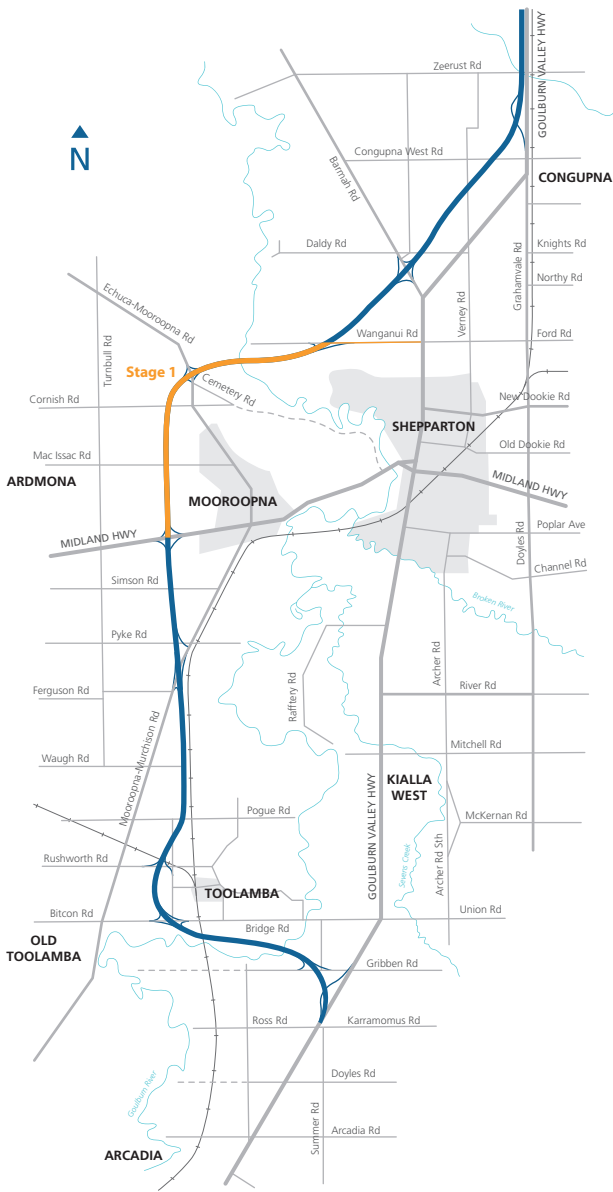 GOULBURN VALLEY HWY
Zeerust Rd
N
Congupna West Rd
Barmah Rd
CONGUPNA
Daldy Rd
Verney Rd
Grahamvale Rd
Knights Rd
Northy Rd
Echuca-Mooroopna Rd
Turnbull Rd
Wanganui Rd
Ford Rd
Stage 1
Cemetery Rd
Cornish Rd
New Dookie Rd
SHEPPARTON
Old Dookie Rd
Mac Issac Rd
ARDMONA
MOOROOPNA
MIDLAND HWY
MIDLAND HWY
Poplar Ave
Doyles Rd
Channel Rd
Simson Rd
Broken River
Pyke Rd
Archer Rd
Raftery Rd
Ferguson Rd
River Rd
Mooroopna-Murchison Rd
Waugh Rd
Mitchell Rd
KIALLA
WEST
GOULBURN VALLEY HWY
Pogue Rd
McKernan Rd
Sevens Creek
Archer Rd Sth
Rushworth Rd
TOOLAMBA
Bitcon Rd
Union Rd
Bridge Rd
OLD
TOOLAMBA
Gribben Rd
Ross Rd
Karramomus Rd
Goulburn River
Doyles Rd
Summer Rd
Arcadia Rd
ARCADIA